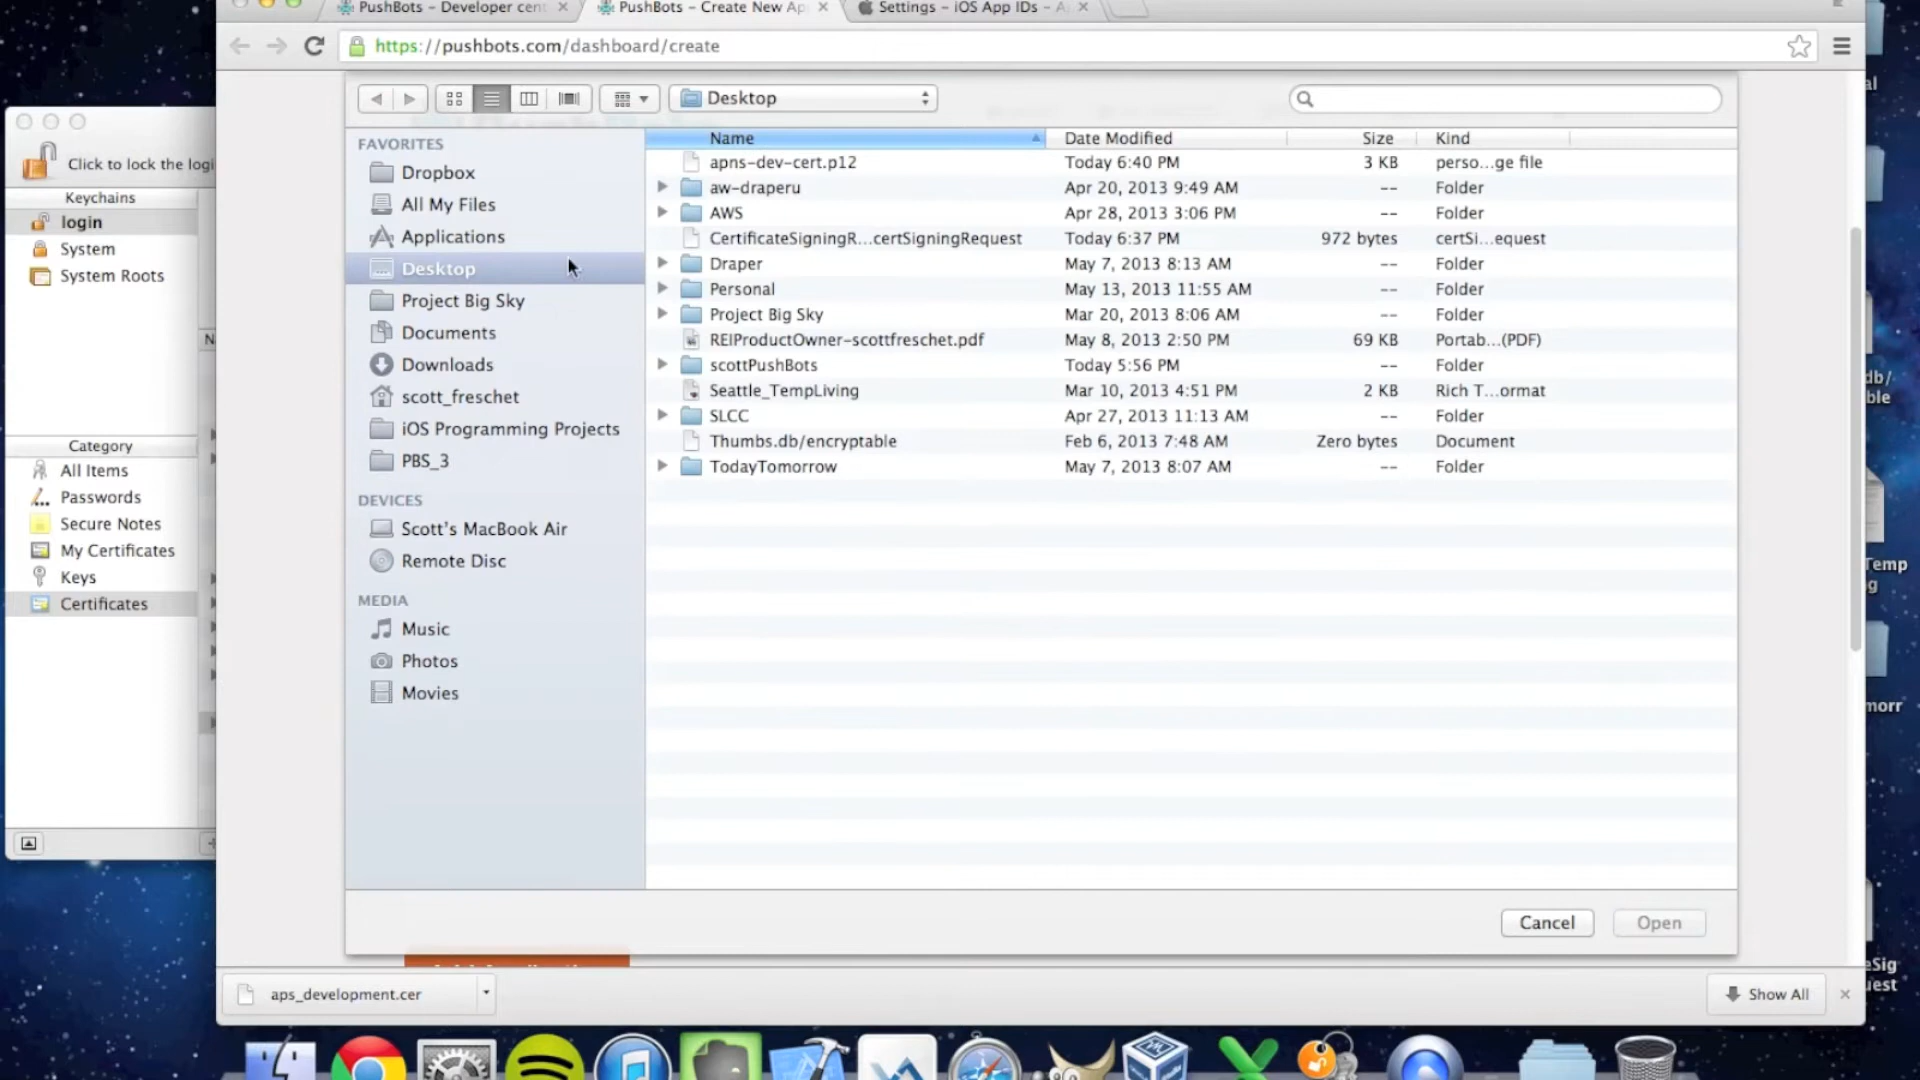 PushBots - Developer cent
PushBots - Create New Ap
Settings - iOS App IDs - A
https://pushbots.com/dashboard/create
Desktop
Click to lock the logi
Keychains
login
System
System Roots
Category
All Items
Passwords
Secure Notes
My Certificates
Keys
Certificates
FAVORITES
Dropbox
All My Files
Applications
Desktop
Project Big Sky
Documents
Downloads
scott_freschet
iOS Programming Projects
PBS_3
DEVICES
Scott's MacBook Air
Remote Disc
MEDIA
Music
Photos
Movies
Name Date Modified Size Kind
apns-dev-cert.p12 Today 6:40 PM 3 KB perso...ge file
aw-draperu Apr 20, 2013 9:49 AM -- Folder
AWS Apr 28, 2013 3:06 PM -- Folder
CertificateSigningR...certSigningRequest Today 6:37 PM 972 bytes certSi...equest
Draper May 7, 2013 8:13 AM -- Folder
Personal May 13, 2013 11:55 AM -- Folder
Project Big Sky Mar 20, 2013 8:06 AM -- Folder
REIProductOwner-scottfreschet.pdf May 8, 2013 2:50 PM 69 KB Portab...(PDF)
scottPushBots Today 5:56 PM -- Folder
Seattle_TempLiving Mar 10, 2013 4:51 PM 2 KB Rich T...ormat
SLCC Apr 27, 2013 11:13 AM -- Folder
Thumbs.db/encryptable Feb 6, 2013 7:48 AM Zero bytes Document
TodayTomorrow May 7, 2013 8:07 AM -- Folder
Cancel Open
aps_development.cer
Show All
al
db/
ble
Temp
g
morr
eSig
uest